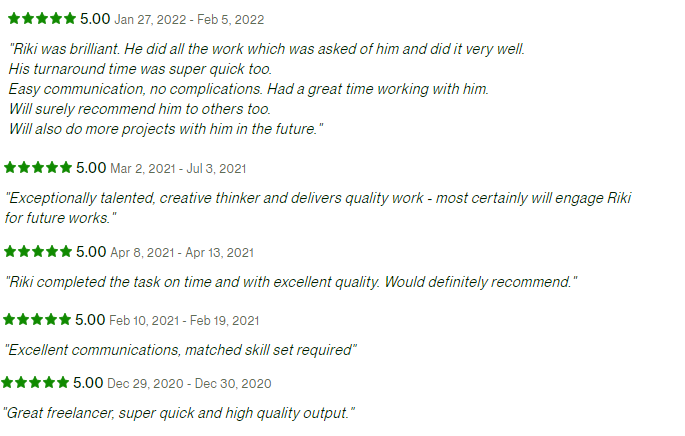 ★★★★★ 5.00 Jan 27, 2022 - Feb 5, 2022
"Riki was brilliant. He did all the work which was asked of him and did it very well.
His turnaround time was super quick too.
Easy communication, no complications. Had a great time working with him.
Will surely recommend him to others too.
Will also do more projects with him in the future."
★★★★★ 5.00 Mar 2, 2021 - Jul 3, 2021
"Exceptionally talented, creative thinker and delivers quality work - most certainly will engage Riki
for future works."
★★★★★ 5.00 Apr 8, 2021 - Apr 13, 2021
"Riki completed the task on time and with excellent quality. Would definitely recommend."
★★★★★ 5.00 Feb 10, 2021 - Feb 19, 2021
"Excellent communications, matched skill set required"
★★★★★ 5.00 Dec 29, 2020 - Dec 30, 2020
"Great freelancer, super quick and high quality output."